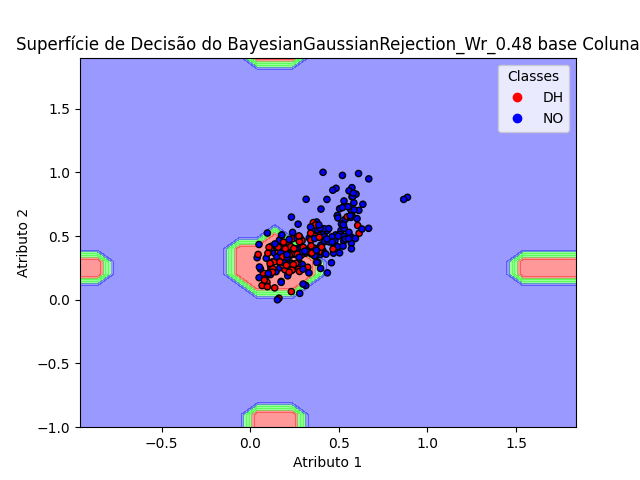 Superfície de Decisão do BayesianGaussianRejection_Wr_0.48 base Coluna
Classes
DH
NO
Atributo 2
1.5
1.0
0.5
0.0
−0.5
−1.0
−0.5 0.0 0.5 1.0 1.5
Atributo 1